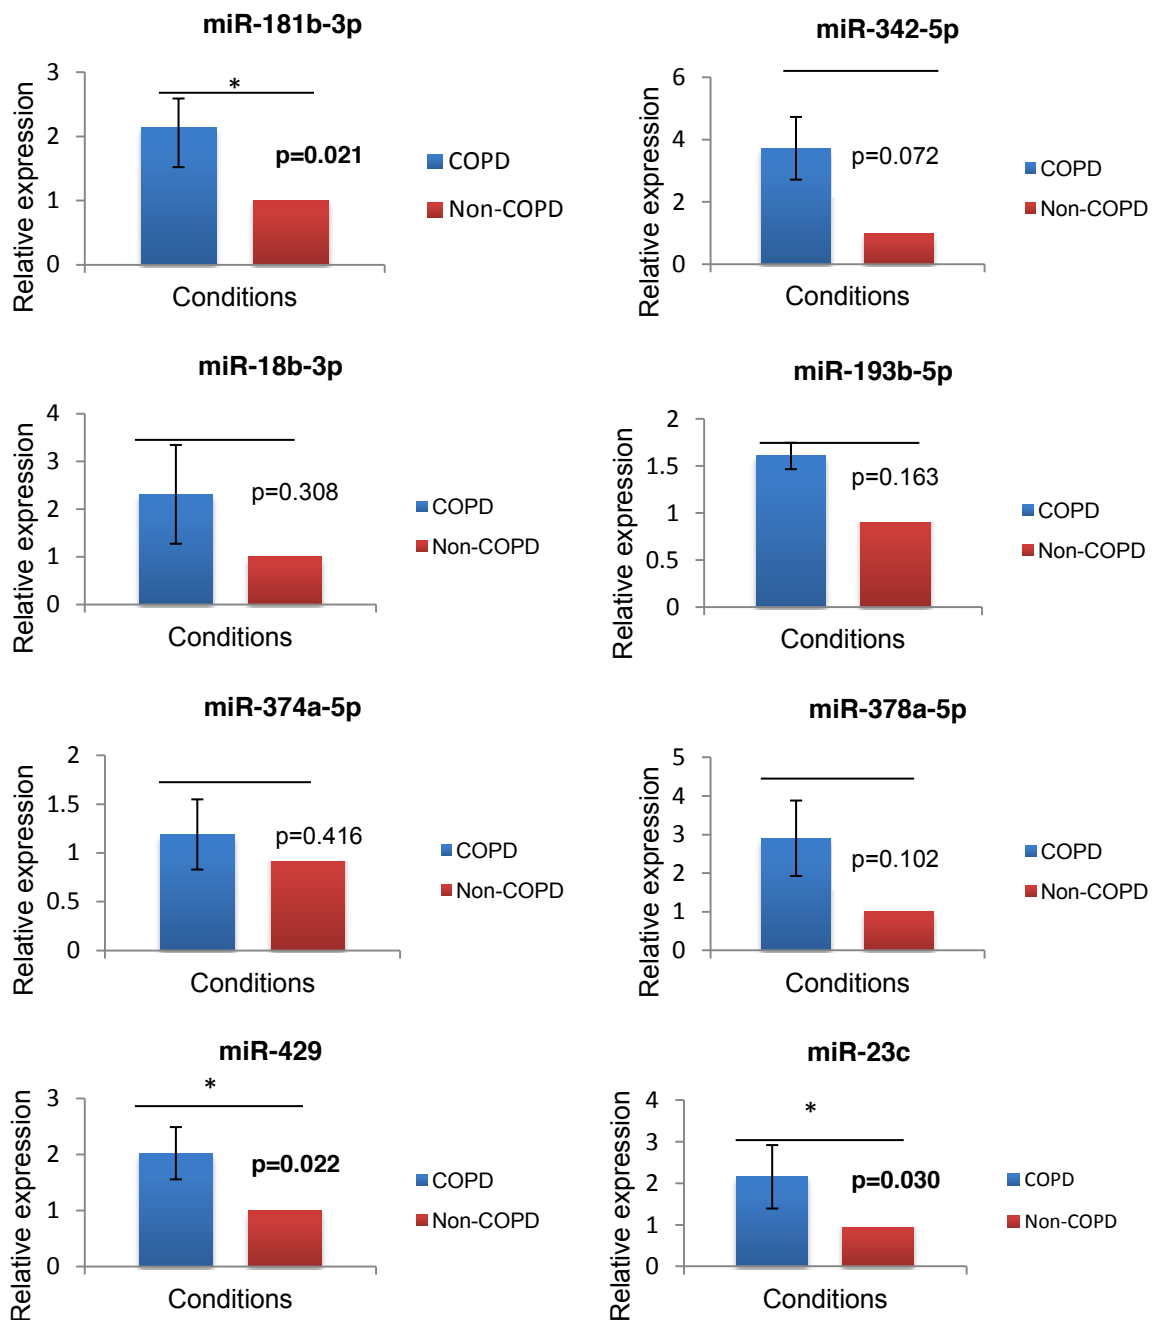 miR-181b-3p
Relative expression
3
2
1
0
*
p=0.021
COPD
Non-COPD
Conditions
miR-342-5p
Relative expression
6
4
2
0
p=0.072
COPD
Non-COPD
Conditions
miR-18b-3p
Relative expression
4
3
2
1
0
p=0.308
COPD
Non-COPD
Conditions
miR-193b-5p
Relative expression
2
1.5
1
0.5
0
p=0.163
COPD
Non-COPD
Conditions
miR-374a-5p
Relative expression
2
1.5
1
0.5
0
p=0.416
COPD
Non-COPD
Conditions
miR-378a-5p
Relative expression
5
4
3
2
1
0
p=0.102
COPD
Non-COPD
Conditions
miR-429
Relative expression
3
2
1
0
*
p=0.022
COPD
Non-COPD
Conditions
miR-23c
Relative expression
4
3
2
1
0
*
p=0.030
COPD
Non-COPD
Conditions